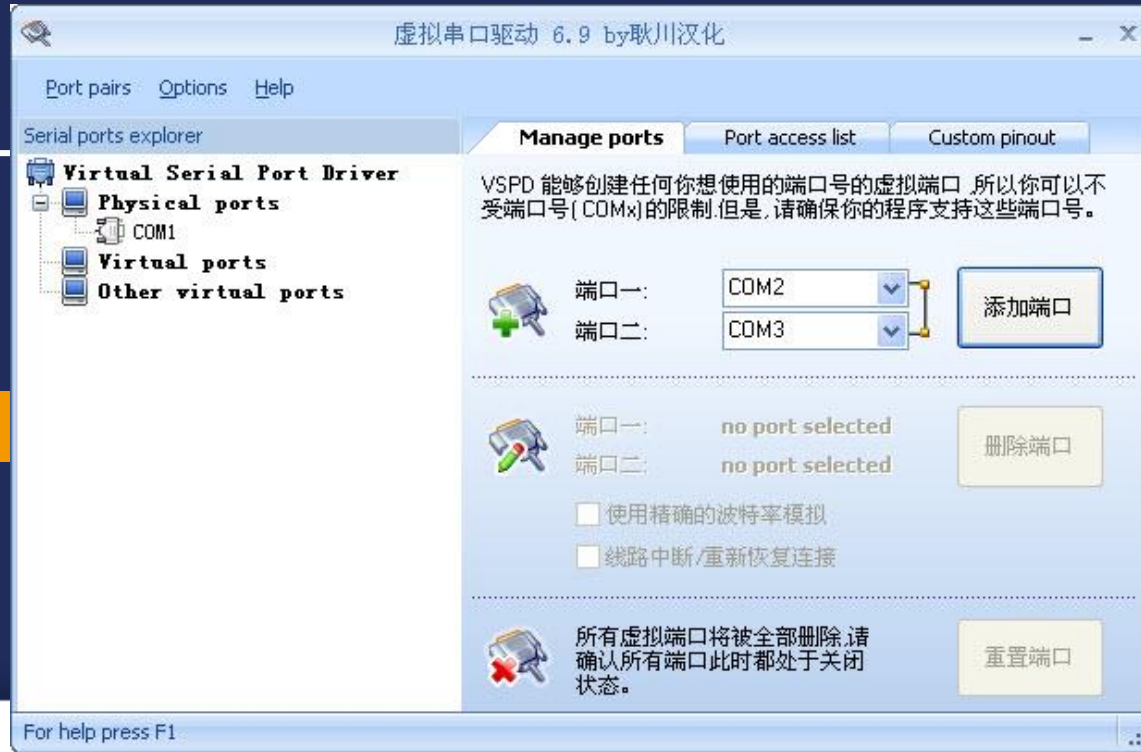 虚拟串口驱动 6.9 by耿川汉化
Port pairs Options Help
Serial ports explorer
Manage ports Port access list Custom pinout
Virtual Serial Port Driver
Physical ports
COM1
Virtual ports
Other virtual ports
VSPD 能够创建任何你想使用的端口号的虚拟端口,所以你可以不
受端口号(COMx)的限制.但是,请确保你的程序支持这些端口号。
端口一: COM2
端口二: COM3
添加端口
端口一: no port selected
端口二: no port selected
删除端口
使用精确的波特率模拟
线路中断/重新恢复连接
所有虚拟端口将被全部删除,请
确认所有端口此时都处于关闭
状态。
重置端口
For help press F1